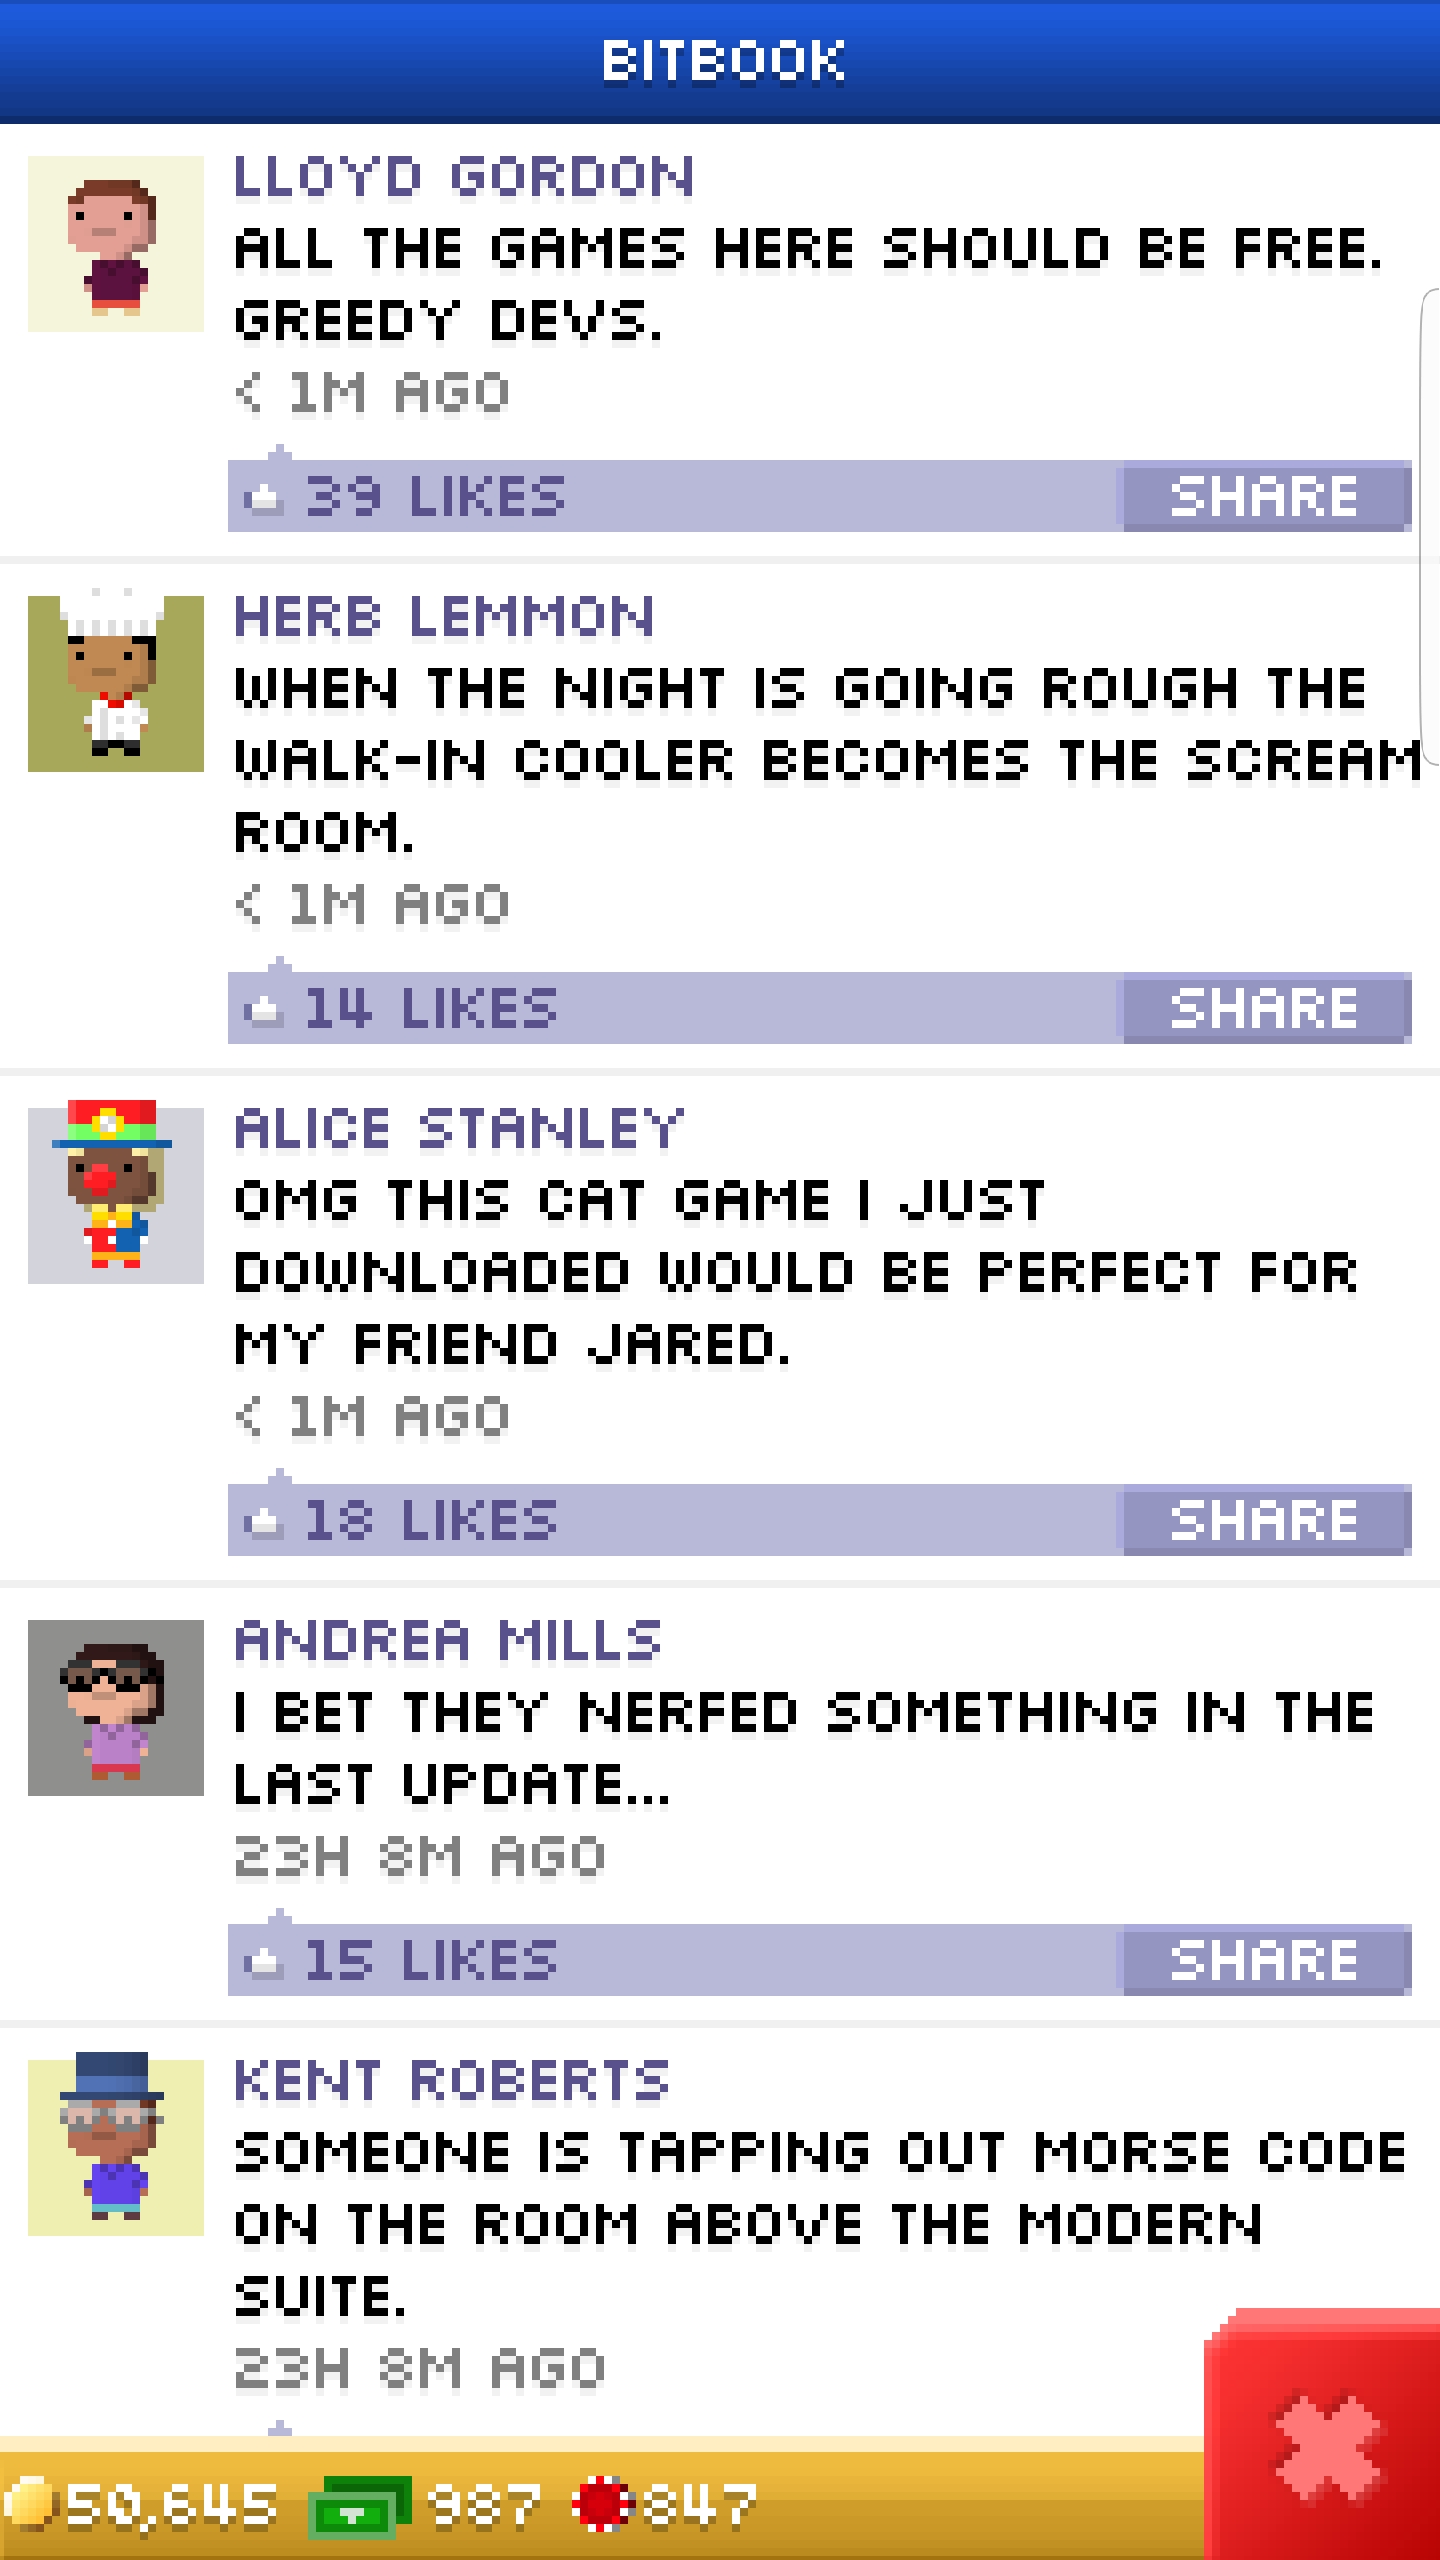 BITBOOK
LLOYD GORDON
ALL THE GAMES HERE SHOULD BE FREE.
GREEDY DEVS.
< 1M AGO
39 LIKES SHARE
HERB LEMMON
WHEN THE NIGHT IS GOING ROUGH THE
WALK-IN COOLER BECOMES THE SCREAM
ROOM.
< 1M AGO
14 LIKES SHARE
ALICE STANLEY
OMG THIS CAT GAME I JUST
DOWNLOADED WOULD BE PERFECT FOR
MY FRIEND JARED.
< 1M AGO
18 LIKES SHARE
ANDREA MILLS
I BET THEY NERFED SOMETHING IN THE
LAST UPDATE...
23H 8M AGO
15 LIKES SHARE
KENT ROBERTS
SOMEONE IS TAPPING OUT MORSE CODE
ON THE ROOM ABOVE THE MODERN
SUITE.
23H 8M AGO
50,645 987 847